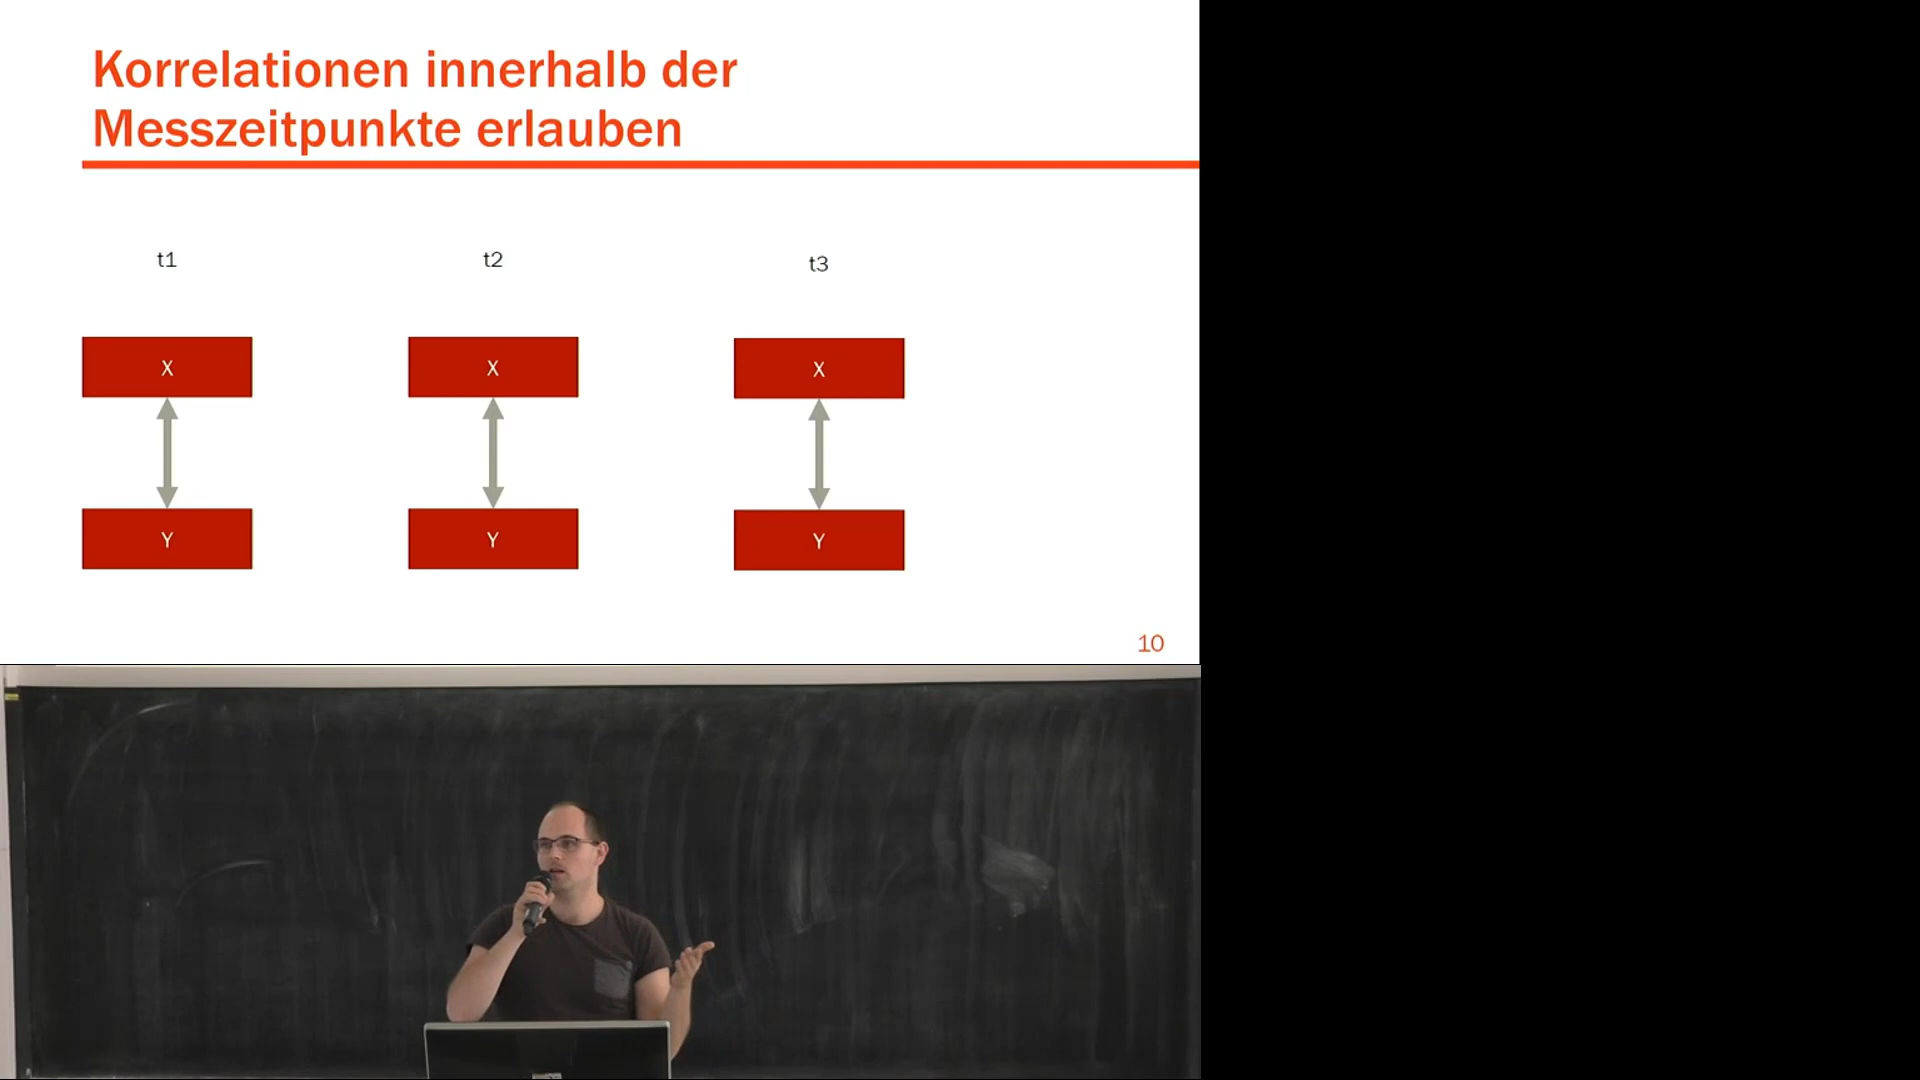 Korrelationen innerhalb der
Messzeitpunkte erlauben
t1 t2 t3
X X X
Y Y Y
10